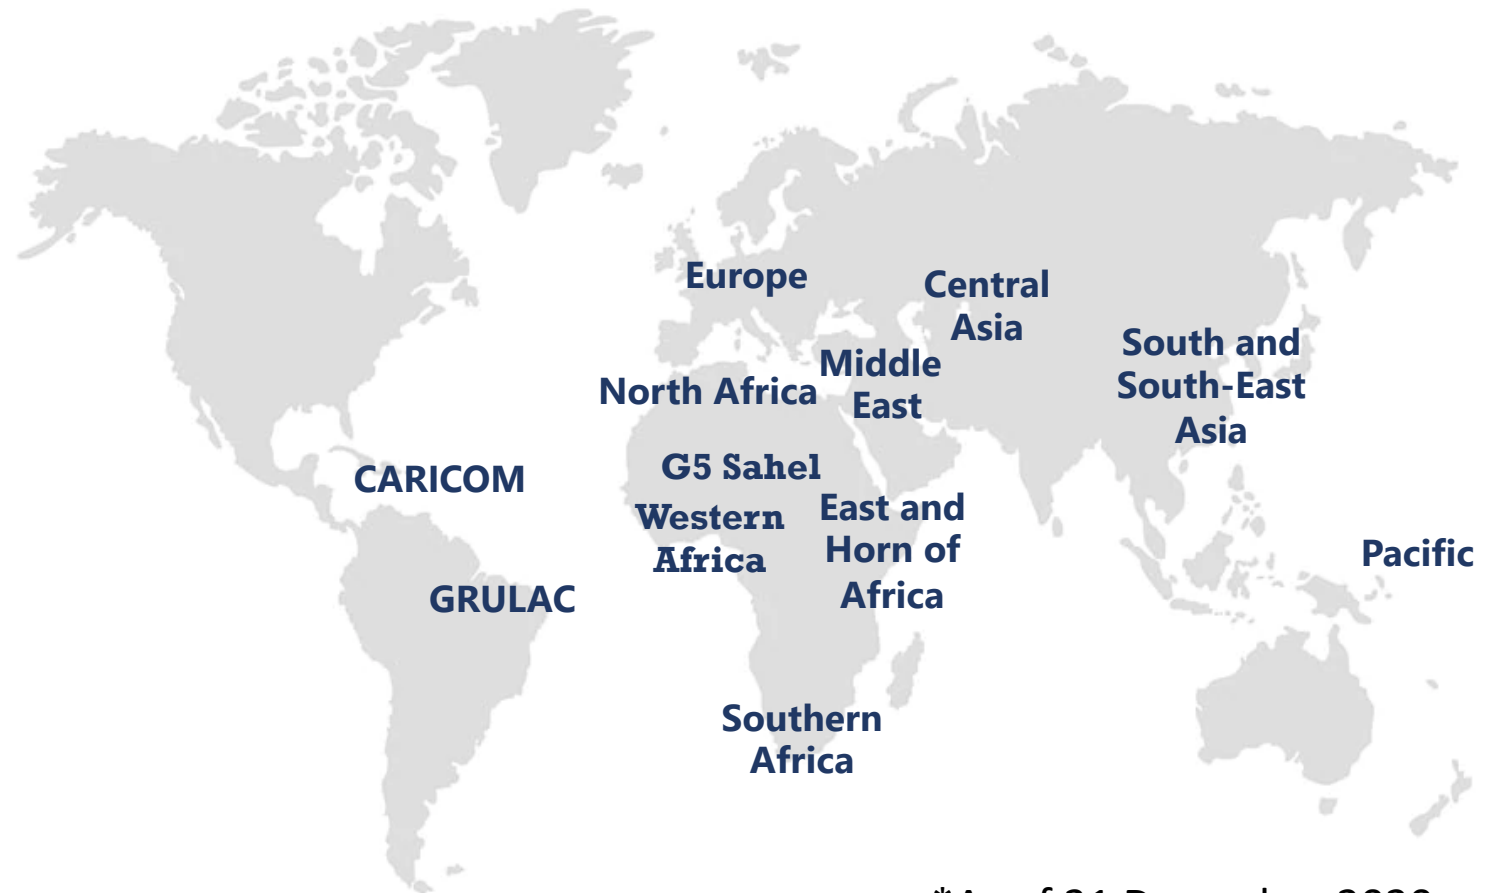 Europe
Central
Asia
South and
South-East
Asia
Middle
East
North Africa
G5 Sahel
CARICOM
Western
Africa
East and
Horn of
Africa
Pacific
GRULAC
Southern
Africa